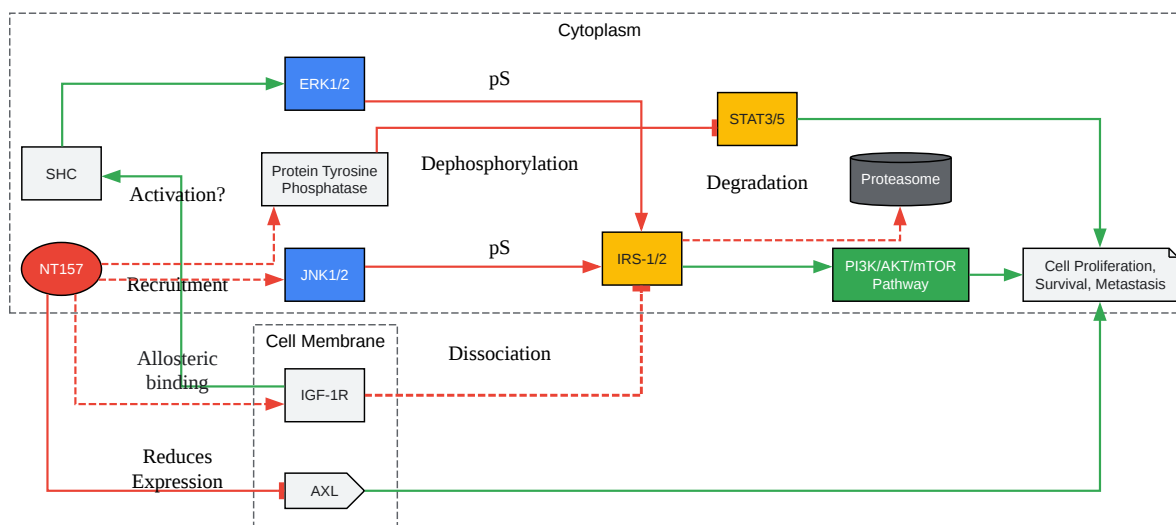 Cytoplasm
ERK1/2
pS
STAT3/5
SHC
Activation?
Protein Tyrosine
Phosphatase
Dephosphorylation
Degradation
Proteasome
NT157
Recruitment
JNK1/2
pS
IRS-1/2
PI3K/AKT/mTOR
Pathway
Cell Proliferation,
Survival, Metastasis
Cell Membrane
Allosteric
binding
Dissociation
IGF-1R
Reduces
Expression
AXL